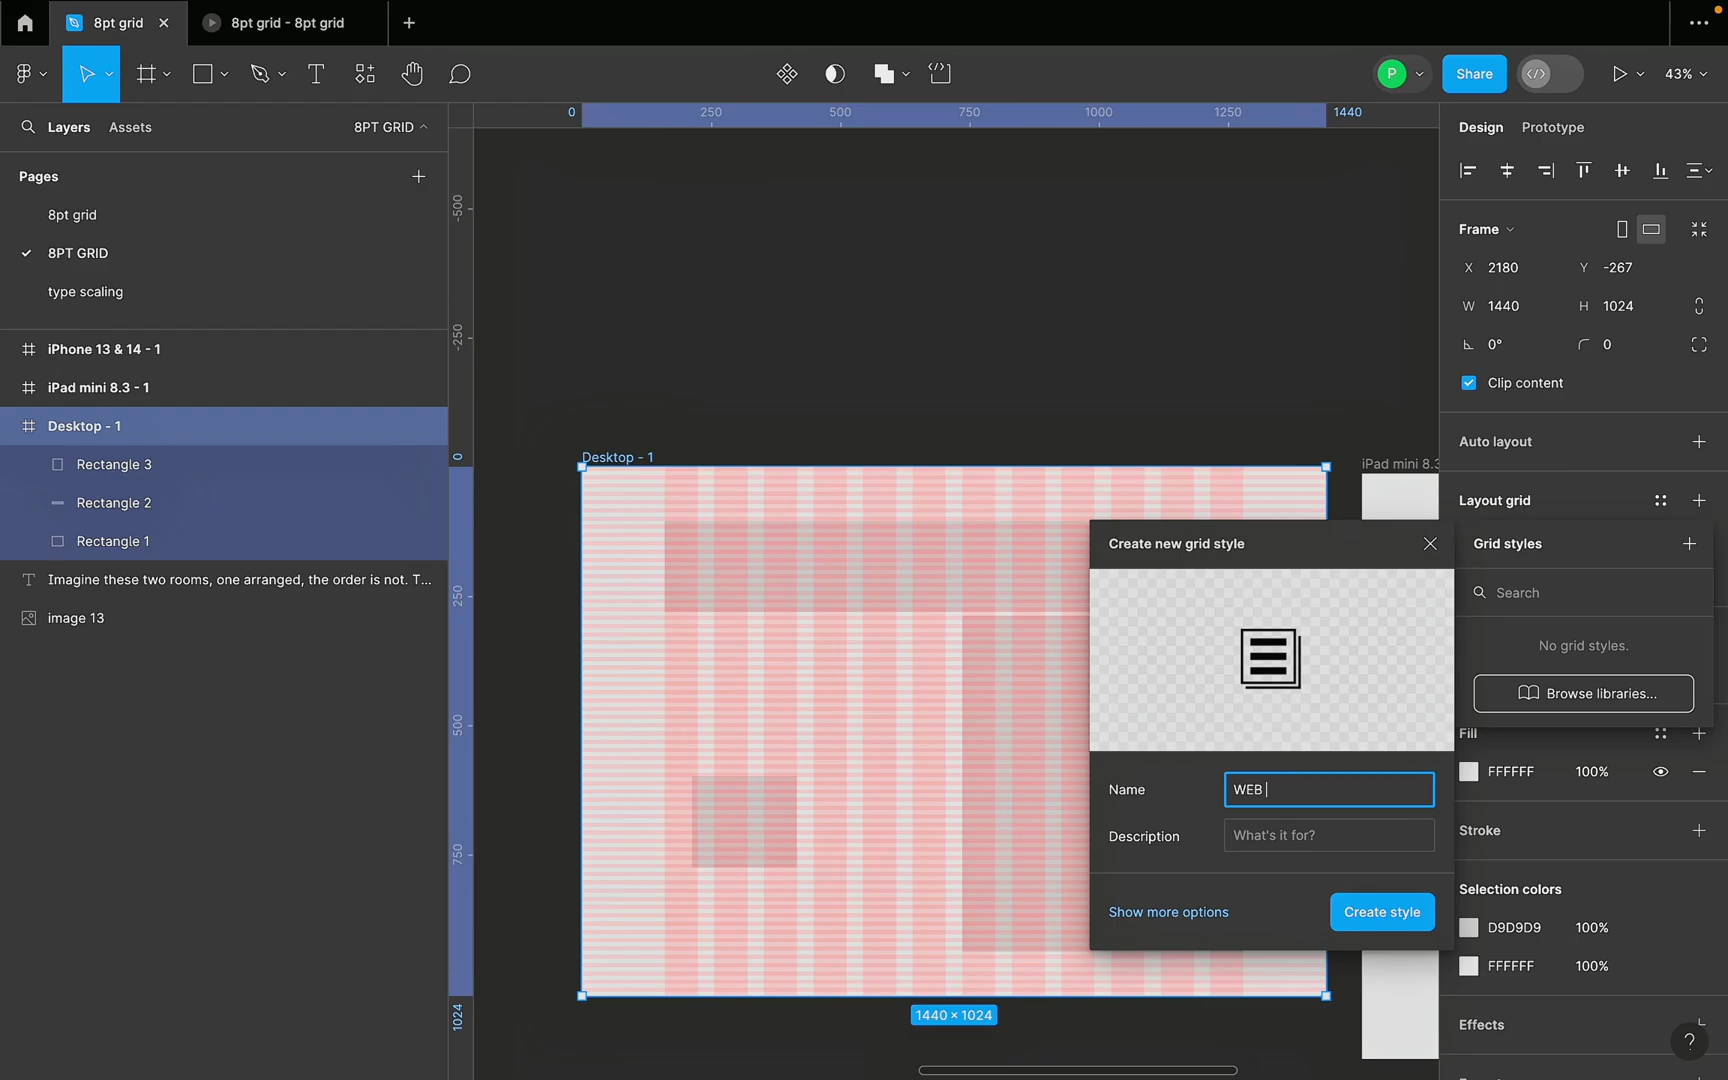 8pt grid
8pt grid - 8pt grid
P
Share
43%
Layers
Assets
8PT GRID
Pages
8pt grid
8PT GRID
type scaling
iPhone 13 & 14 - 1
iPad mini 8.3 - 1
Desktop - 1
Rectangle 3
Rectangle 2
Rectangle 1
Imagine these two rooms, one arranged, the order is not. T...
image 13
0
250
500
750
1000
1250
1440
-500
-250
0
250
500
750
1024
Desktop - 1
iPad mini 8.3
1440 × 1024
Create new grid style
Name
WEB
Description
What's it for?
Show more options
Create style
Design
Prototype
Frame
X 2180
Y -267
W 1440
H 1024
0°
0
Clip content
Auto layout
Layout grid
Grid styles
Search
No grid styles.
Browse libraries...
Fill
FFFFFF 100%
Stroke
Selection colors
D9D9D9 100%
FFFFFF 100%
Effects
?